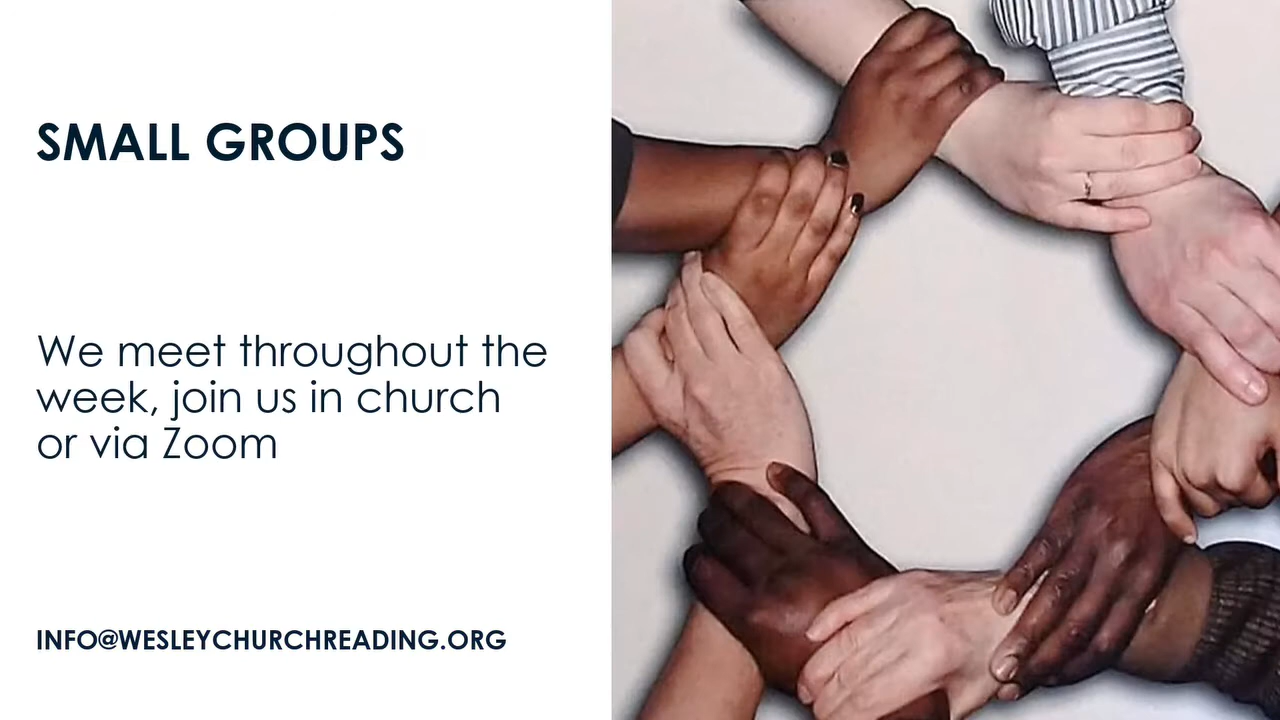 SMALL GROUPS
We meet throughout the
week, join us in church
or via Zoom
INFO@WESLEYCHURCHREADING.ORG